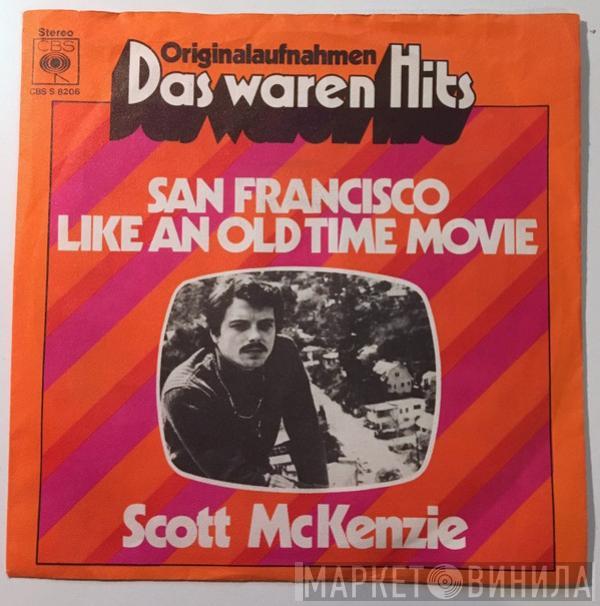 Stereo
CBS
CBS S 8206
Originalaufnahmen
Das waren Hits
SAN FRANCISCO
LIKE AN OLD TIME MOVIE
Scott McKenzie
МАРКЕТ ВИНИЛА